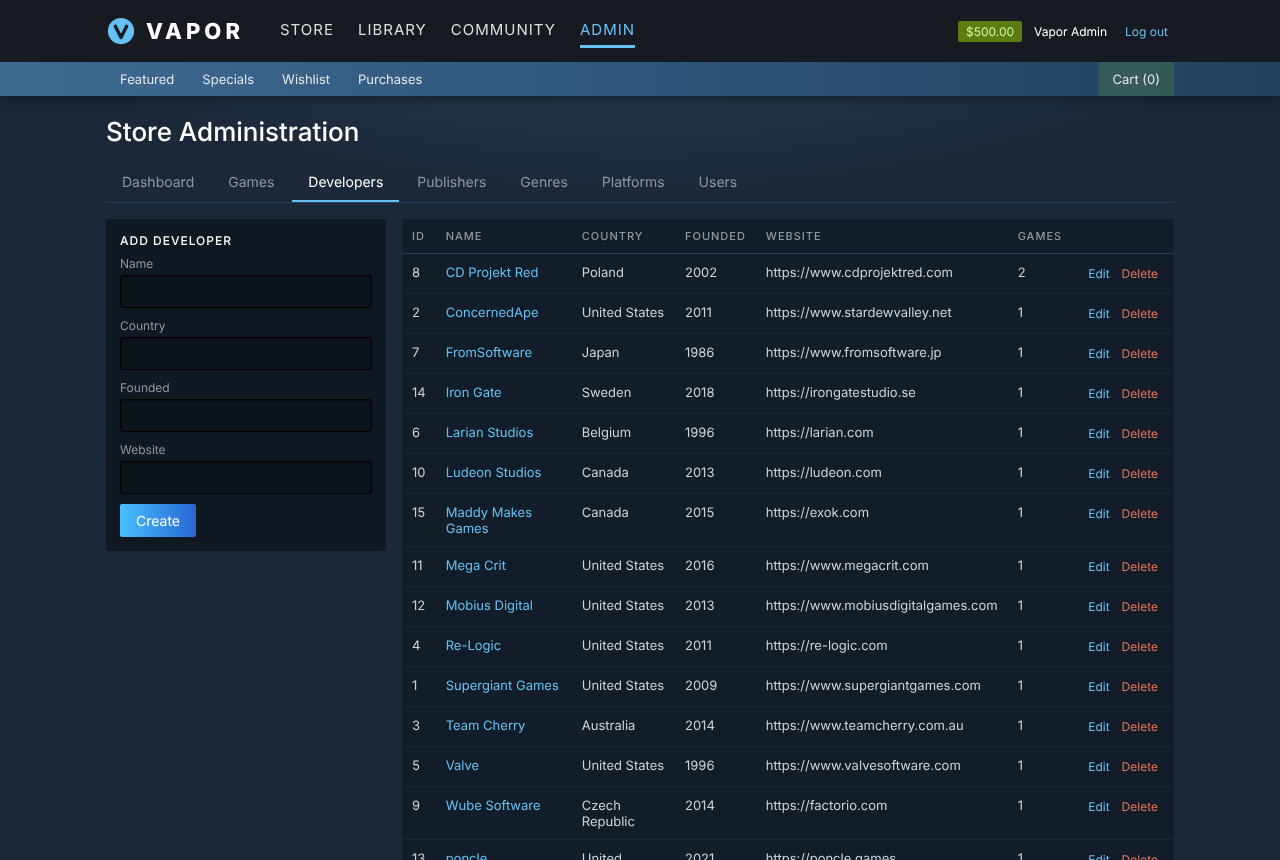 VAPOR STORE LIBRARY COMMUNITY ADMIN $500.00 Vapor Admin Log out
Featured Specials Wishlist Purchases Cart (0)
Store Administration
Dashboard Games Developers Publishers Genres Platforms Users
ADD DEVELOPER
Name
Country
Founded
Website
Create
ID NAME COUNTRY FOUNDED WEBSITE GAMES
8 CD Projekt Red Poland 2002 https://www.cdprojektred.com 2 Edit Delete
2 ConcernedApe United States 2011 https://www.stardewvalley.net 1 Edit Delete
7 FromSoftware Japan 1986 https://www.fromsoftware.jp 1 Edit Delete
14 Iron Gate Sweden 2018 https://irongatestudio.se 1 Edit Delete
6 Larian Studios Belgium 1996 https://larian.com 1 Edit Delete
10 Ludeon Studios Canada 2013 https://ludeon.com 1 Edit Delete
15 Maddy Makes Canada 2015 https://exok.com 1 Edit Delete
Games
11 Mega Crit United States 2016 https://www.megacrit.com 1 Edit Delete
12 Mobius Digital United States 2013 https://www.mobiusdigitalgames.com 1 Edit Delete
4 Re-Logic United States 2011 https://re-logic.com 1 Edit Delete
1 Supergiant Games United States 2009 https://www.supergiantgames.com 1 Edit Delete
3 Team Cherry Australia 2014 https://www.teamcherry.com.au 1 Edit Delete
5 Valve United States 1996 https://www.valvesoftware.com 1 Edit Delete
9 Wube Software Czech 2014 https://factorio.com 1 Edit Delete
Republic
13 poncle United 2021 https://poncle.games 1 Edit Delete